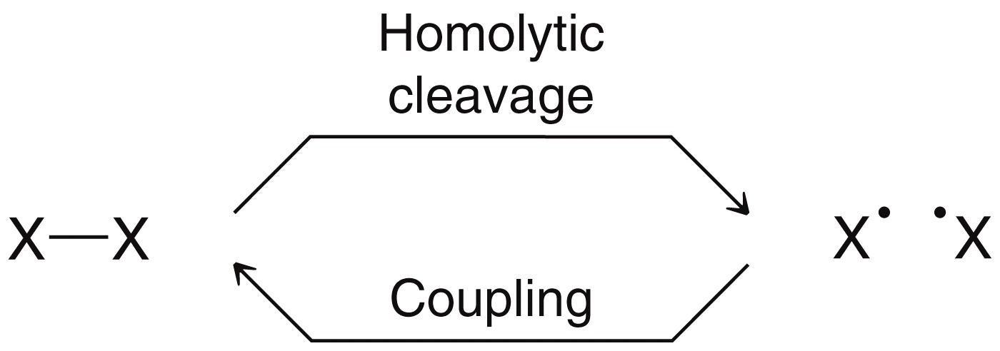 Homolytic
cleavage
X—X
X• •X
Coupling